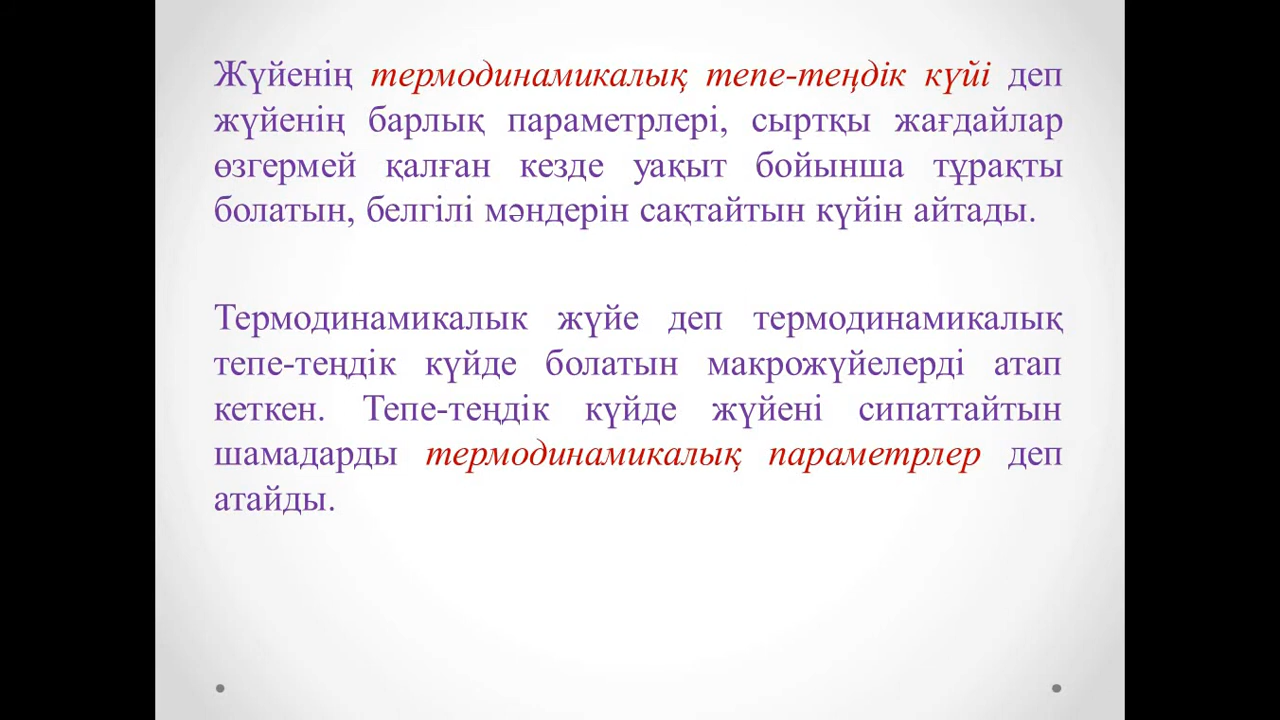 Жүйенің термодинамикалық тепе-теңдік күйі деп
жүйенің барлық параметрлері, сыртқы жағдайлар
өзгермей қалған кезде уақыт бойынша тұрақты
болатын, белгілі мәндерін сақтайтын күйін айтады.
Термодинамикалык жүйе деп термодинамикалық
тепе-теңдік күйде болатын макрожүйелерді атап
кеткен. Тепе-теңдік күйде жүйені сипаттайтын
шамадарды термодинамикалық параметрлер деп
атайды.